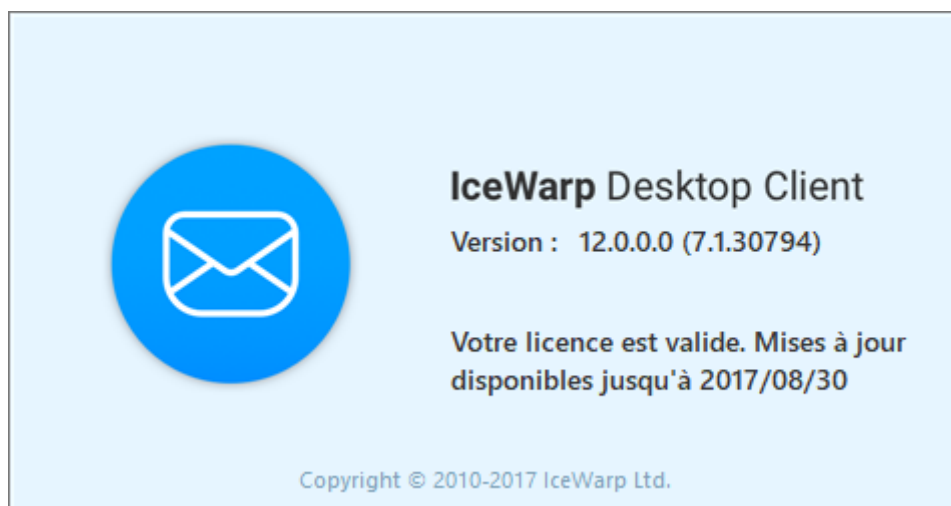 IceWarp Desktop Client
Version : 12.0.0.0 (7.1.30794)
Votre licence est valide. Mises à jour
disponibles jusqu'à 2017/08/30
Copyright © 2010-2017 IceWarp Ltd.